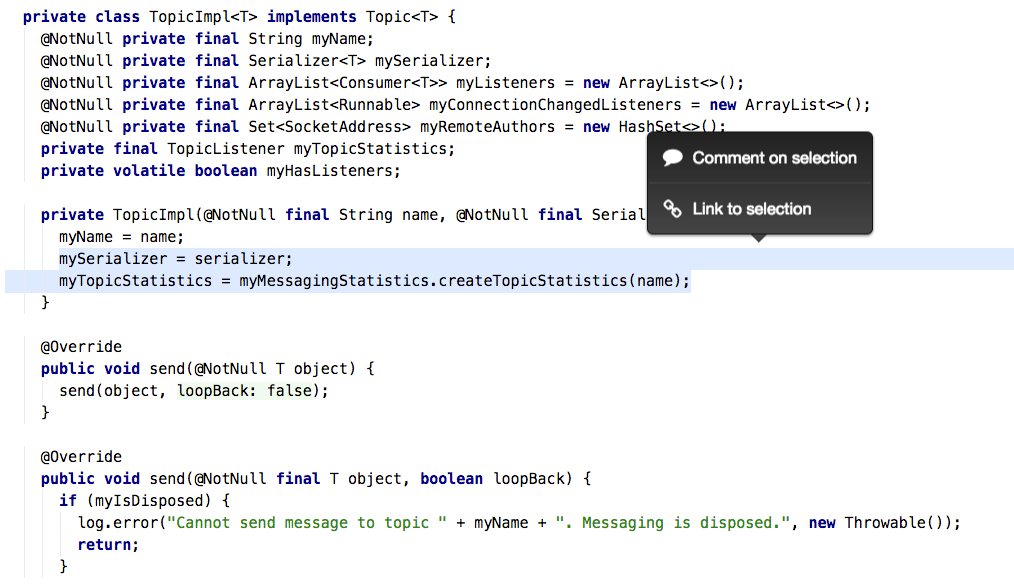 private class TopicImpl<T> implements Topic<T> {
@NotNull private final String myName;
@NotNull private final Serializer<T> mySerializer;
@NotNull private final ArrayList<Consumer<T>> myListeners = new ArrayList<>();
@NotNull private final ArrayList<Runnable> myConnectionChangedListeners = new ArrayList<>();
@NotNull private final Set<SocketAddress> myRemoteAuthors = new HashSet<>();
private final TopicListener myTopicStatistics;
private volatile boolean myHasListeners;
Comment on selection
Link to selection
private TopicImpl(@NotNull final String name, @NotNull final Serial
myName = name;
mySerializer = serializer;
myTopicStatistics = myMessagingStatistics.createTopicStatistics(name);
}
@Override
public void send(@NotNull T object) {
send(object, loopBack: false);
}
@Override
public void send(@NotNull final T object, boolean loopBack) {
if (myIsDisposed) {
log.error("Cannot send message to topic " + myName + ". Messaging is disposed.", new Throwable());
return;
}